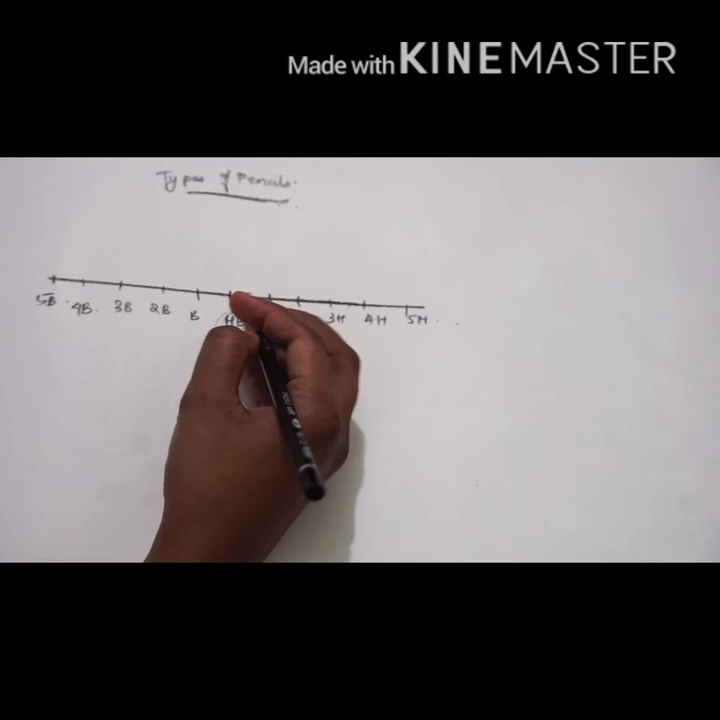 Made with KINEMASTER
Types of Pencils.
5B 4B. 3B 2B B HB 3H 4H 5H